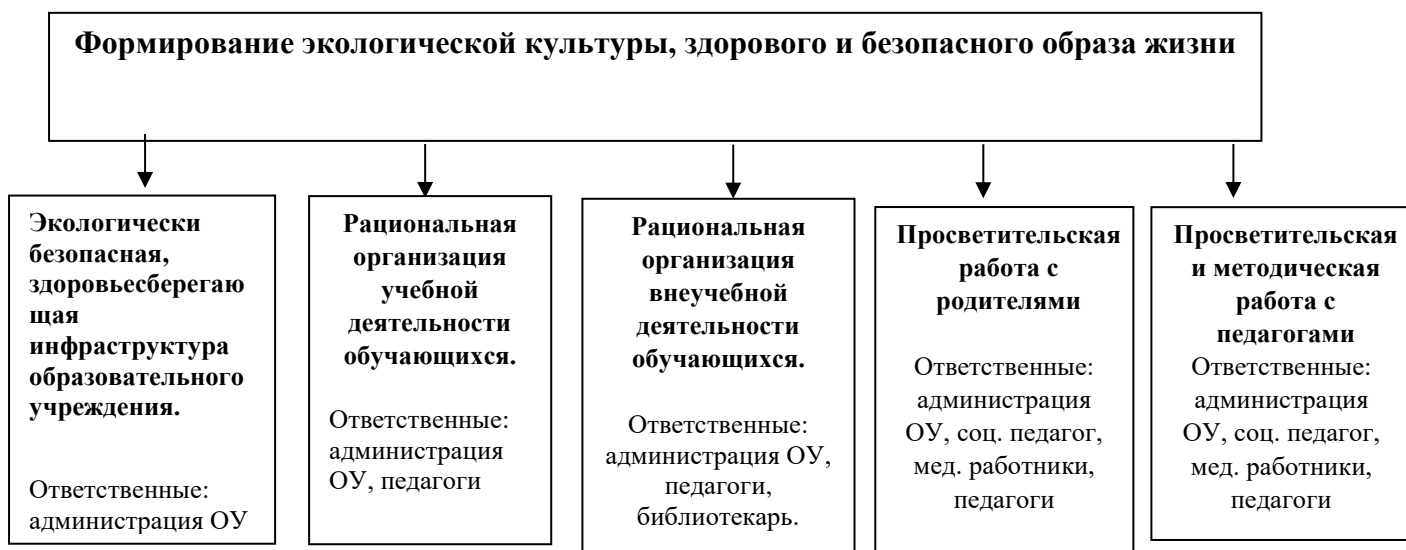 Формирование экологической культуры, здорового и безопасного образа жизни
Экологически
безопасная,
здоровьесберегаю
щая
инфраструктура
образовательного
учреждения.
Ответственные:
администрация ОУ
Рациональная
организация
учебной
деятельности
обучающихся.
Ответственные:
администрация
ОУ, педагоги
Рациональная
организация
внеучебной
деятельности
обучающихся.
Ответственные:
администрация ОУ,
педагоги,
библиотекарь.
Просветительская
работа с
родителями
Ответственные:
администрация
ОУ, соц. педагог,
мед. работники,
педагоги
Просветительская
и методическая
работа с
педагогами
Ответственные:
администрация
ОУ, соц. педагог,
мед. работники,
педагоги